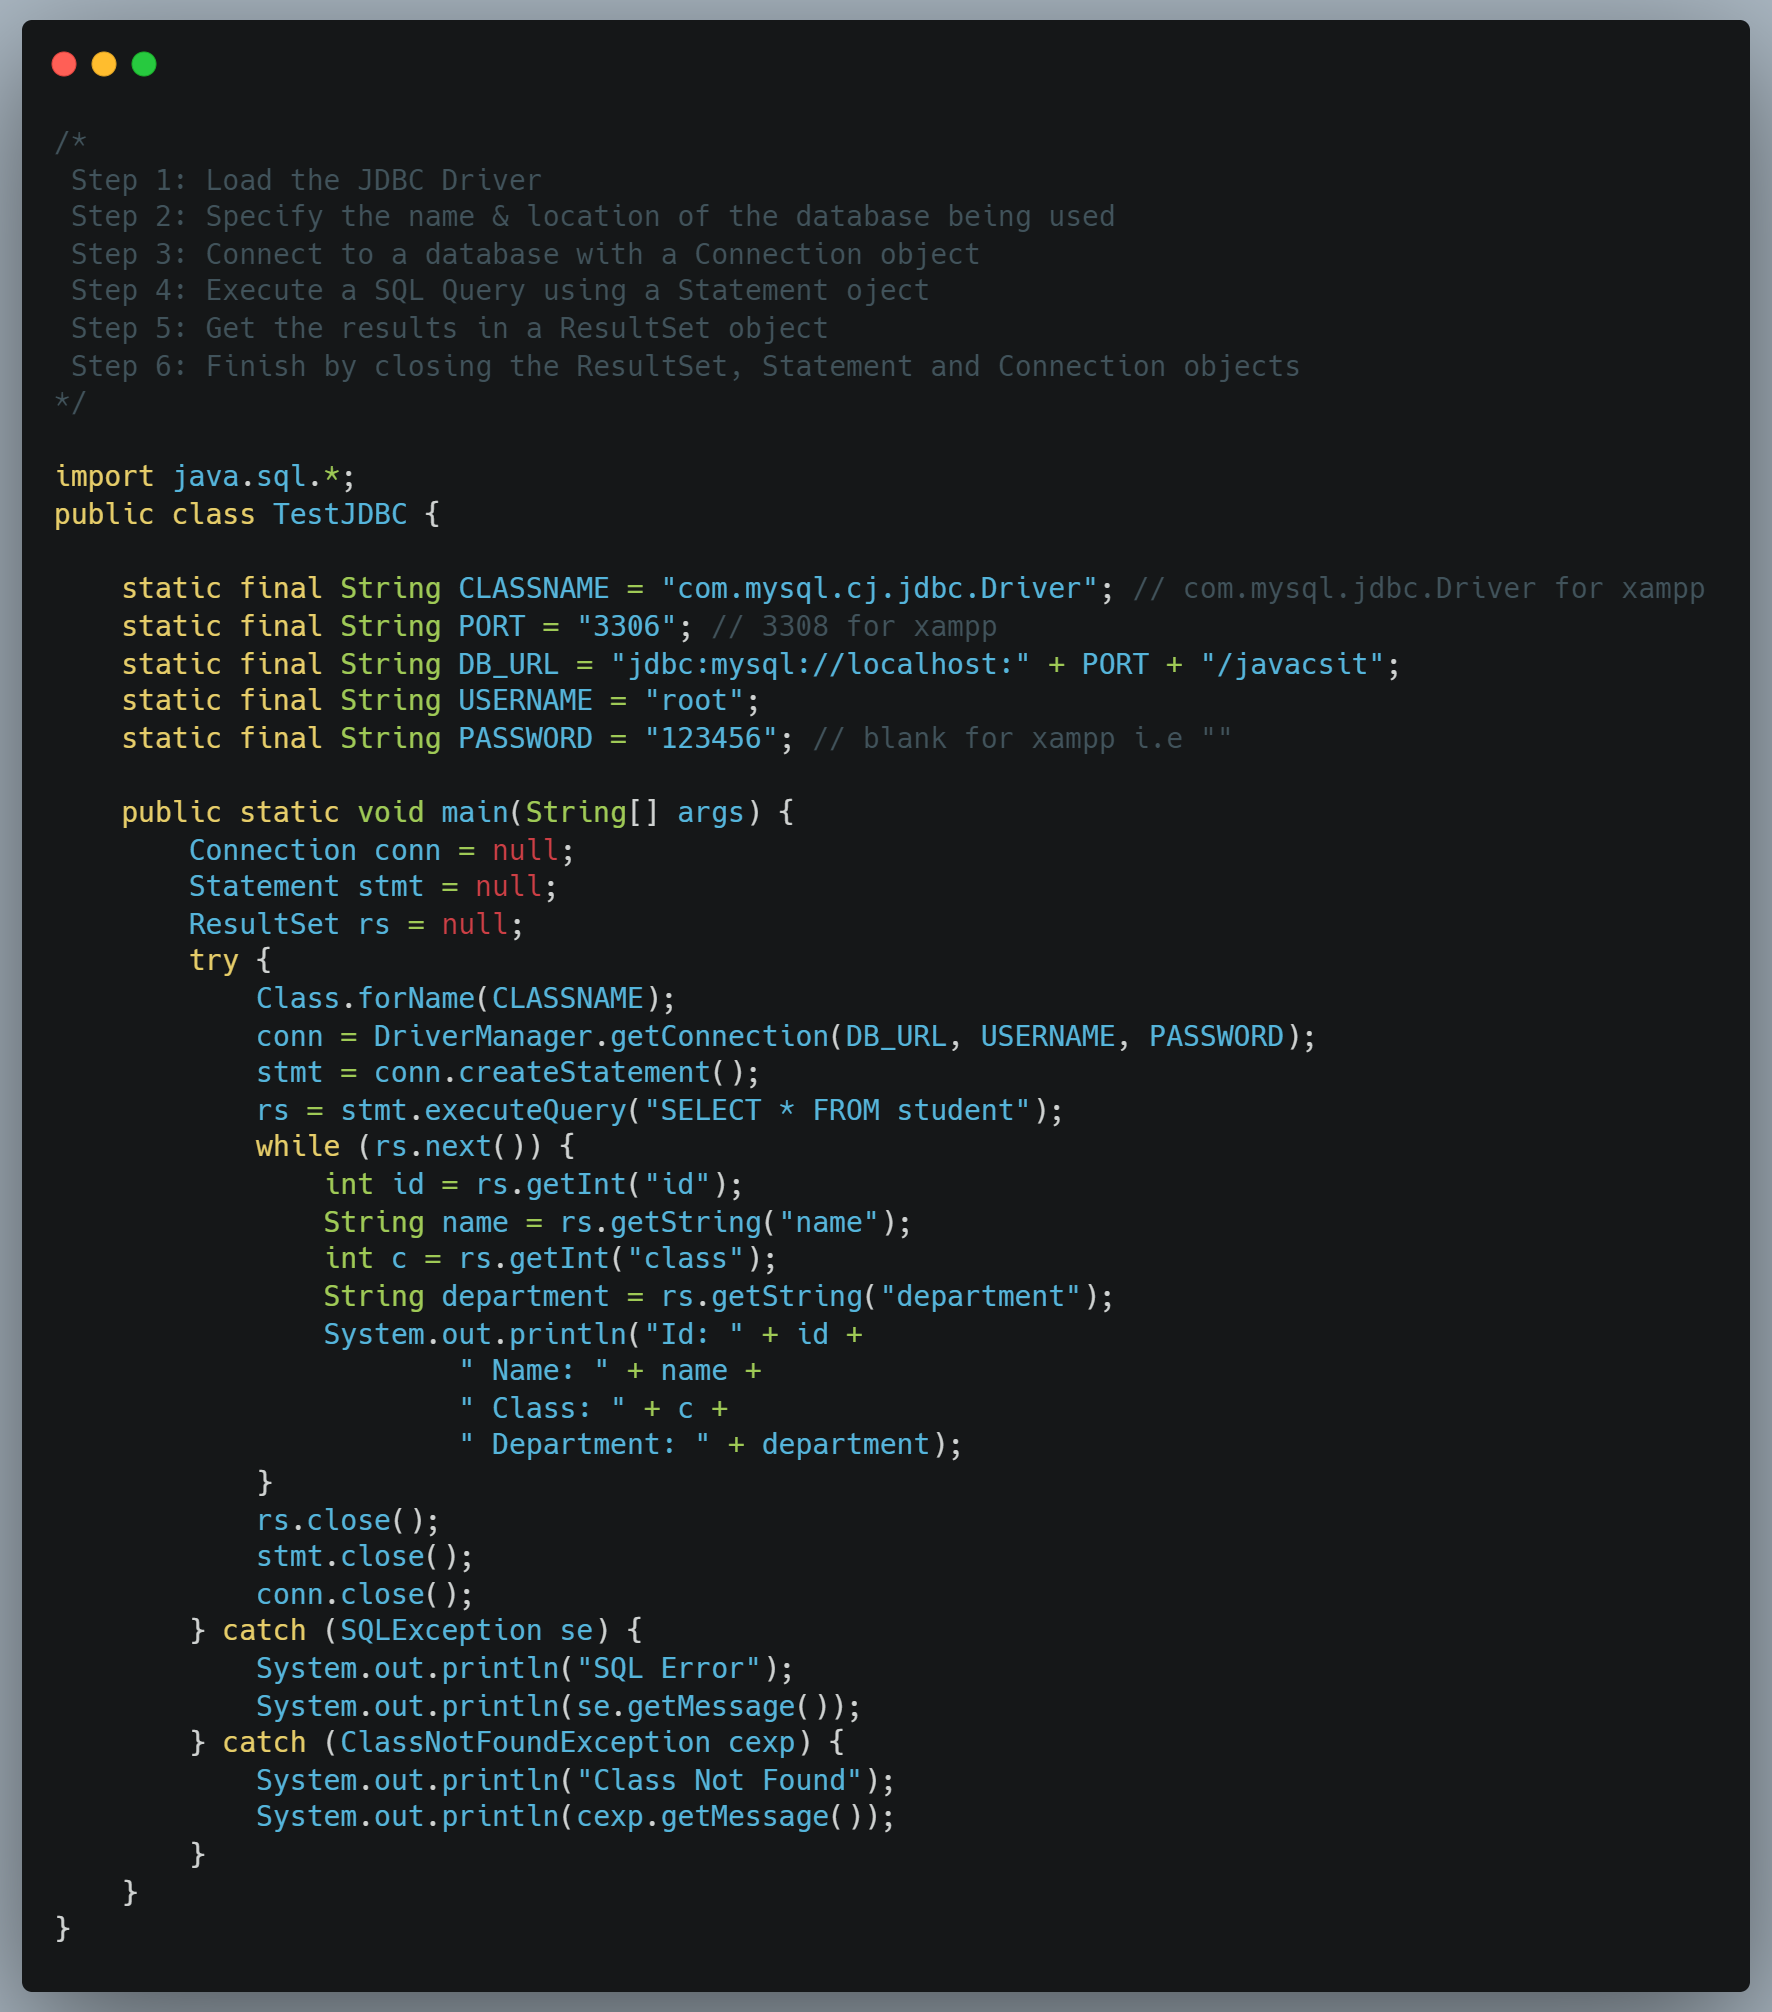 /*
 Step 1: Load the JDBC Driver
 Step 2: Specify the name & location of the database being used
 Step 3: Connect to a database with a Connection object
 Step 4: Execute a SQL Query using a Statement oject
 Step 5: Get the results in a ResultSet object
 Step 6: Finish by closing the ResultSet, Statement and Connection objects
*/

import java.sql.*;
public class TestJDBC {

    static final String CLASSNAME = "com.mysql.cj.jdbc.Driver"; // com.mysql.jdbc.Driver for xampp
    static final String PORT = "3306"; // 3308 for xampp
    static final String DB_URL = "jdbc:mysql://localhost:" + PORT + "/javacsit";
    static final String USERNAME = "root";
    static final String PASSWORD = "123456"; // blank for xampp i.e ""

    public static void main(String[] args) {
        Connection conn = null;
        Statement stmt = null;
        ResultSet rs = null;
        try {
            Class.forName(CLASSNAME);
            conn = DriverManager.getConnection(DB_URL, USERNAME, PASSWORD);
            stmt = conn.createStatement();
            rs = stmt.executeQuery("SELECT * FROM student");
            while (rs.next()) {
                int id = rs.getInt("id");
                String name = rs.getString("name");
                int c = rs.getInt("class");
                String department = rs.getString("department");
                System.out.println("Id: " + id +
                        " Name: " + name +
                        " Class: " + c +
                        " Department: " + department);
            }
            rs.close();
            stmt.close();
            conn.close();
        } catch (SQLException se) {
            System.out.println("SQL Error");
            System.out.println(se.getMessage());
        } catch (ClassNotFoundException cexp) {
            System.out.println("Class Not Found");
            System.out.println(cexp.getMessage());
        }
    }
}